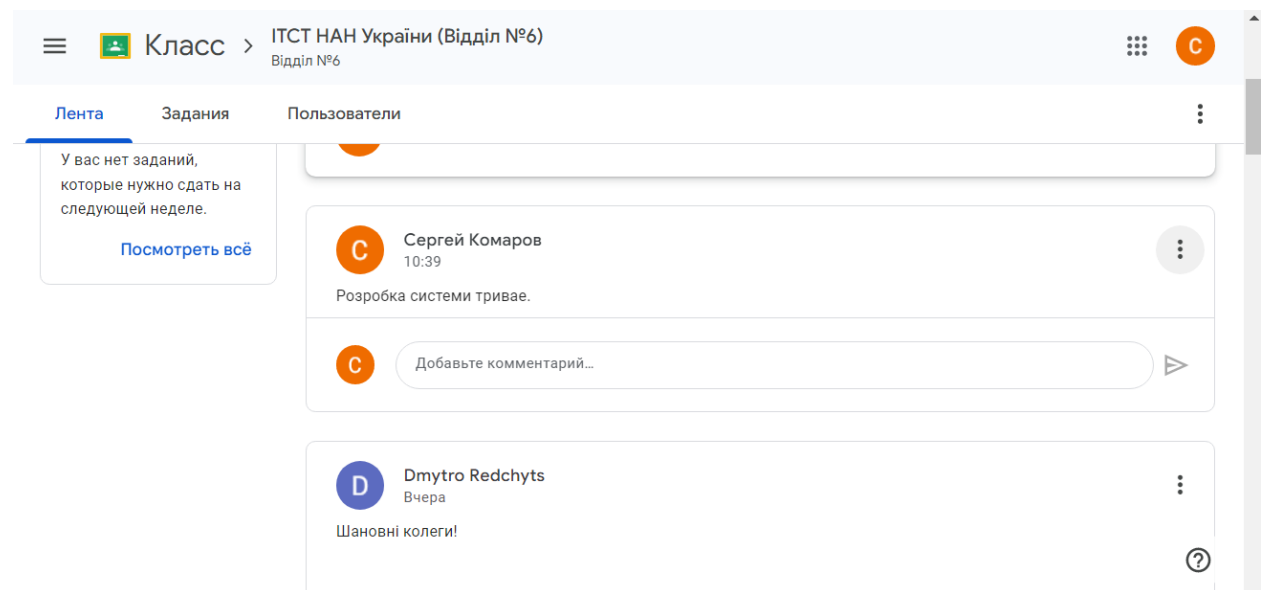 Класс > ІТСТ НАН України (Відділ №6)
Відділ №6
С
Лента Задания Пользователи
У вас нет заданий,
которые нужно сдать на
следующей неделе.
Посмотреть всё
С
Сергей Комаров
10:39
Розробка системи тривае.
С
Добавьте комментарий...
D
Dmytro Redchyts
Вчера
Шановні колеги!